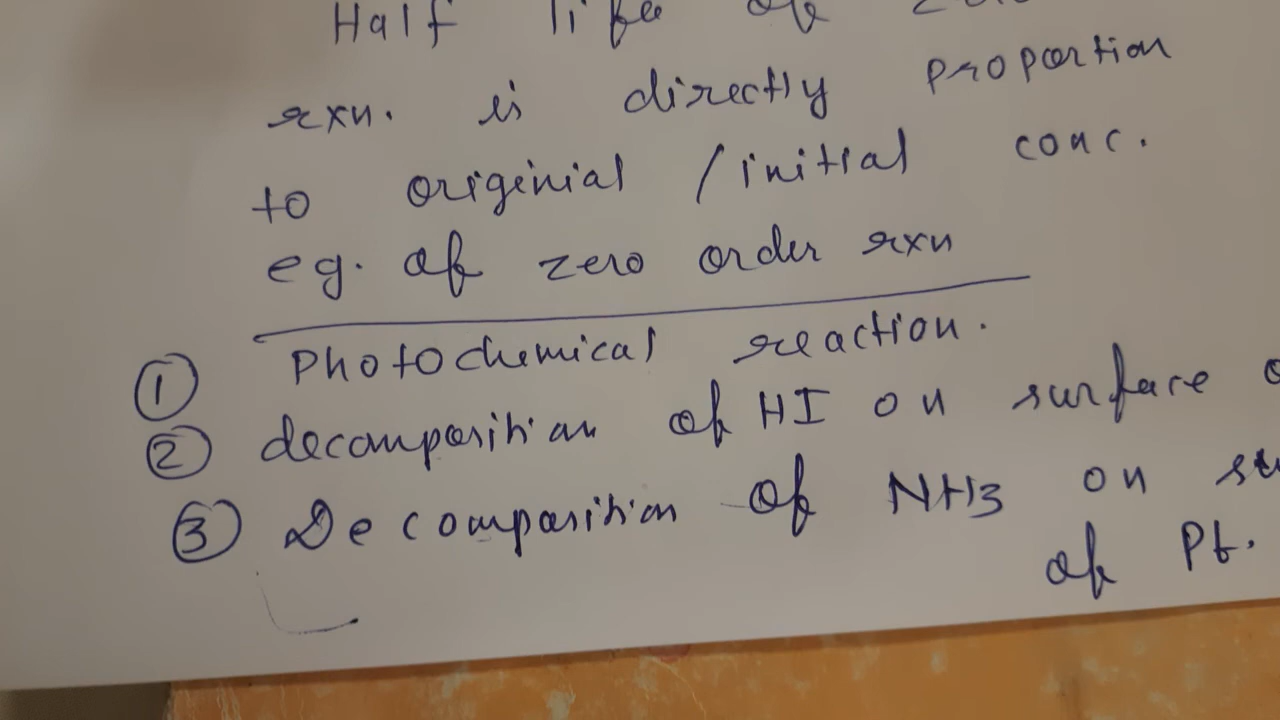 Half life of
rxn. is directly proportion
to originial / initial conc.
eg. of zero order rxn
① Photochemical reaction.
② decomposition of HI on surface
③ Decomposition of NH3 on
of Pt.